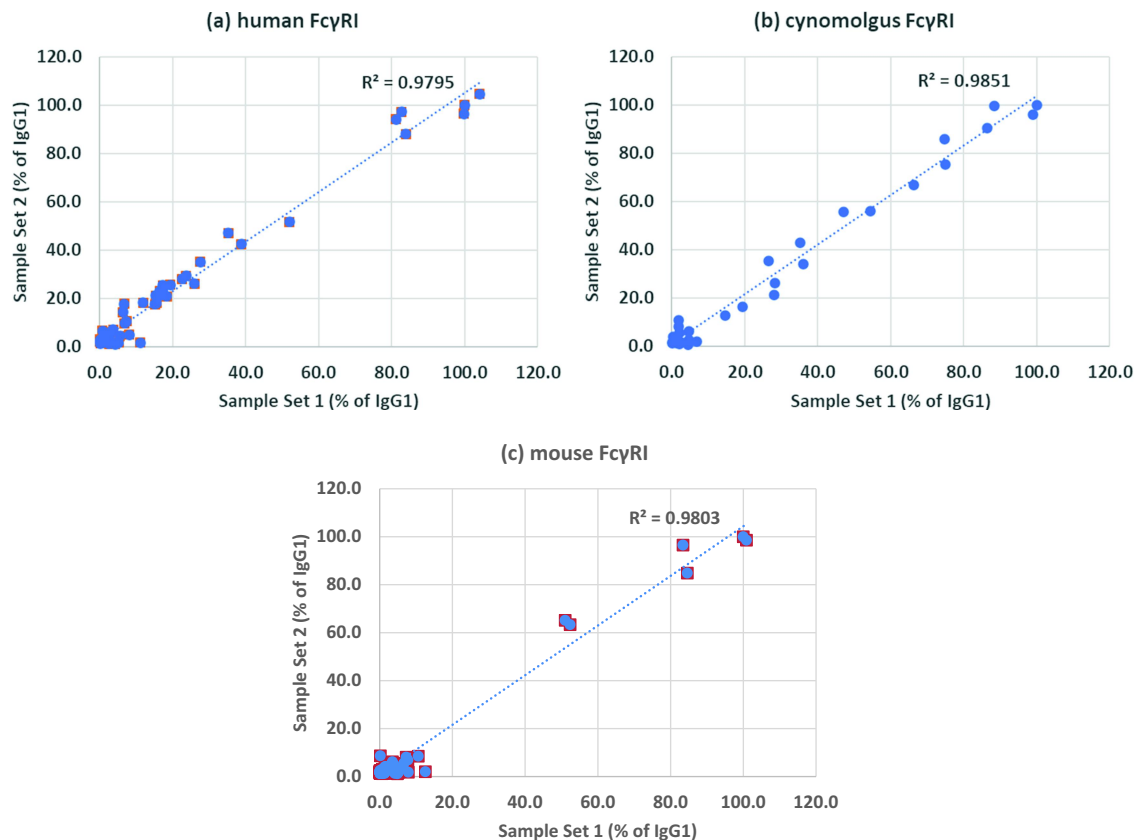 (a) human FcγRI
120.0
100.0
80.0
60.0
40.0
20.0
0.0
R² = 0.9795
0.0 20.0 40.0 60.0 80.0 100.0 120.0
Sample Set 1 (% of IgG1)
Sample Set 2 (% of IgG1)
(b) cynomolgus FcγRI
120.0
100.0
80.0
60.0
40.0
20.0
0.0
R² = 0.9851
0.0 20.0 40.0 60.0 80.0 100.0 120.0
Sample Set 1 (% of IgG1)
Sample Set 2 (% of IgG1)
(c) mouse FcγRI
120.0
100.0
80.0
60.0
40.0
20.0
0.0
R² = 0.9803
0.0 20.0 40.0 60.0 80.0 100.0 120.0
Sample Set 1 (% of IgG1)
Sample Set 2 (% of IgG1)